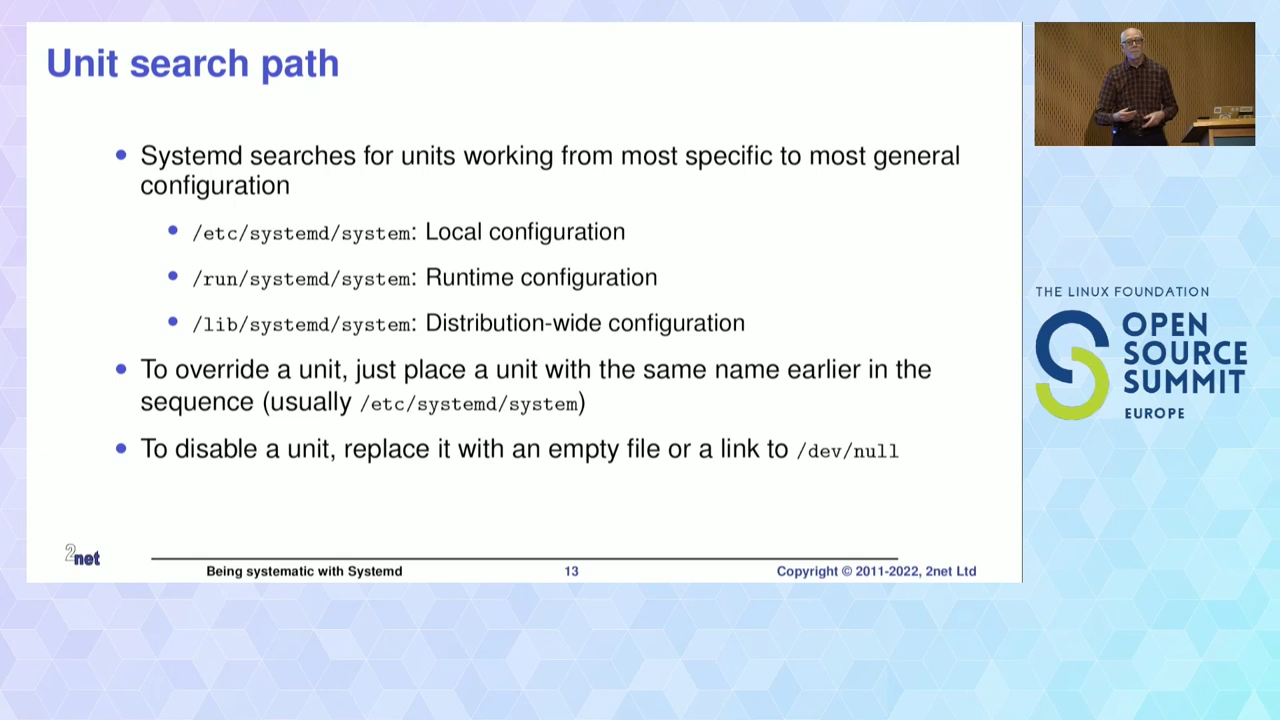 Unit search path
Systemd searches for units working from most specific to most general
configuration
/etc/systemd/system: Local configuration
/run/systemd/system: Runtime configuration
/lib/systemd/system: Distribution-wide configuration
To override a unit, just place a unit with the same name earlier in the
sequence (usually /etc/systemd/system)
To disable a unit, replace it with an empty file or a link to /dev/null
2net
Being systematic with Systemd
13
Copyright © 2011-2022, 2net Ltd
THE LINUX FOUNDATION
OPEN
SOURCE
SUMMIT
EUROPE